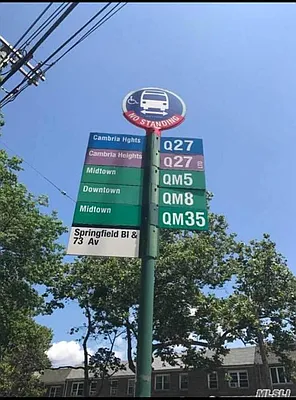 NO STANDING
Cambria Hghts Q27
Cambria Heights Q27
Midtown QM5
Downtown QM8
Midtown QM35
Springfield Bl &
73 Av
MLSLI